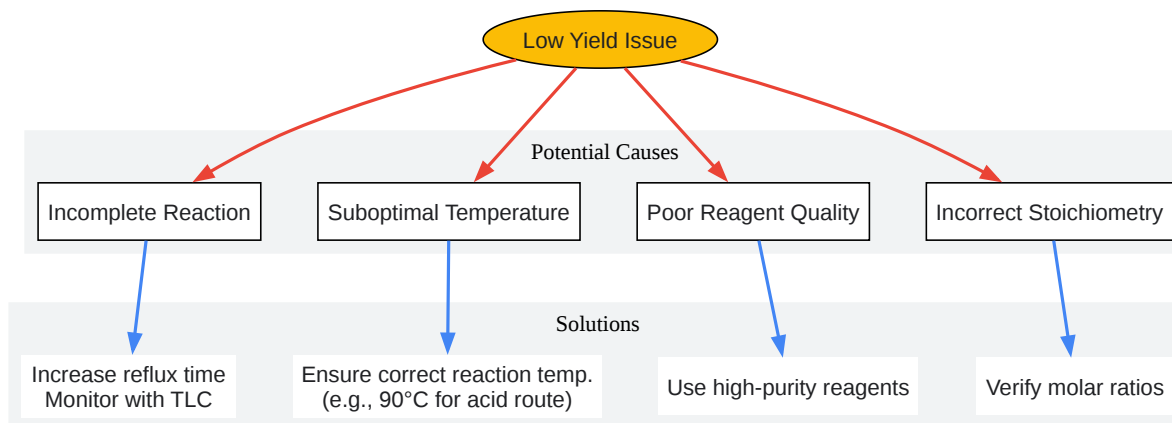 Low Yield Issue
Potential Causes
Incomplete Reaction
Suboptimal Temperature
Poor Reagent Quality
Incorrect Stoichiometry
Solutions
Increase reflux time
Monitor with TLC
Ensure correct reaction temp.
(e.g., 90°C for acid route)
Use high-purity reagents
Verify molar ratios